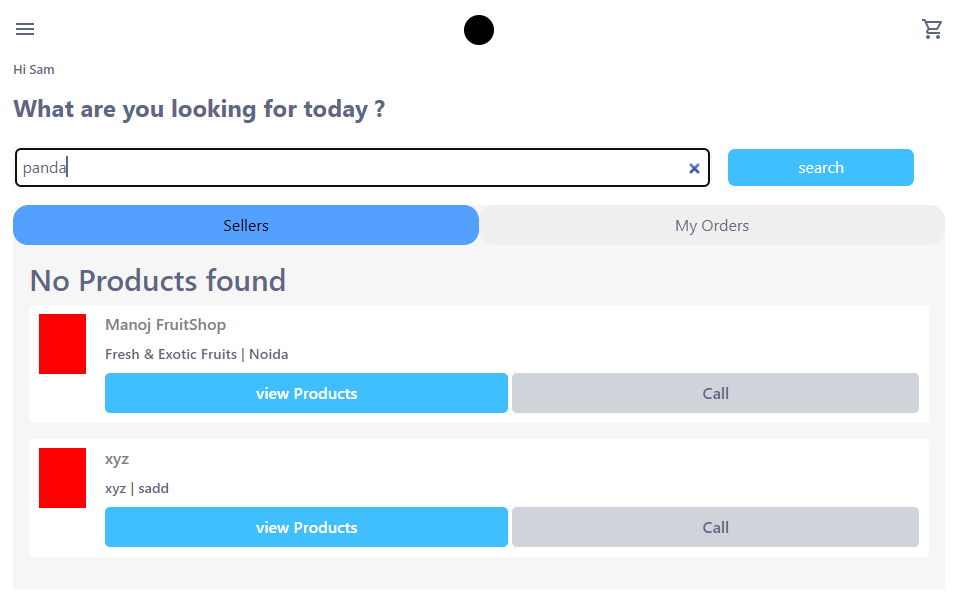 Hi Sam
What are you looking for today ?
panda
search
Sellers
My Orders
No Products found
Manoj FruitShop
Fresh & Exotic Fruits | Noida
view Products
Call
xyz
xyz | sadd
view Products
Call